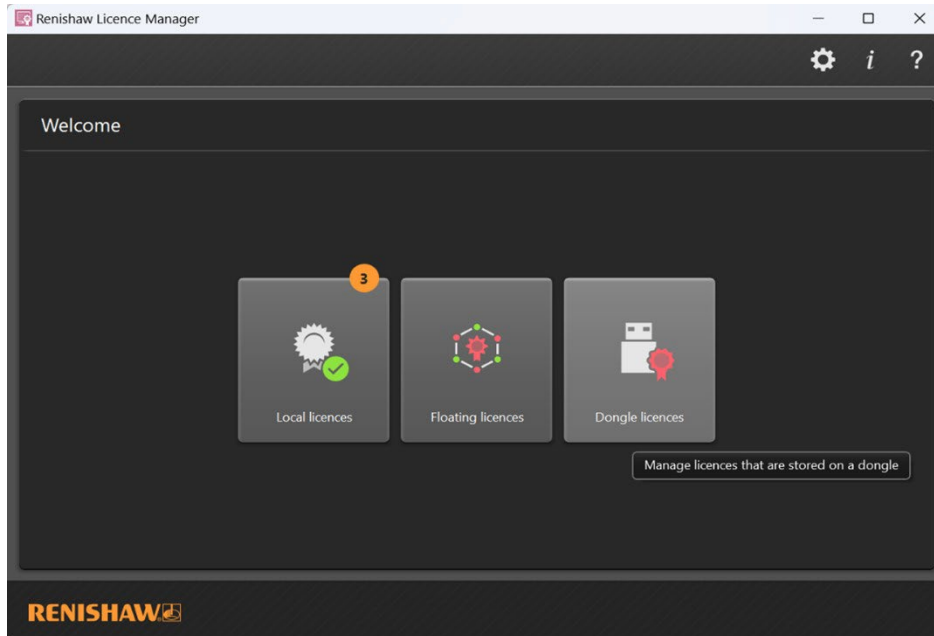 Renishaw Licence Manager
i ?
Welcome
3
Local licences
Floating licences
Dongle licences
Manage licences that are stored on a dongle
RENISHAW